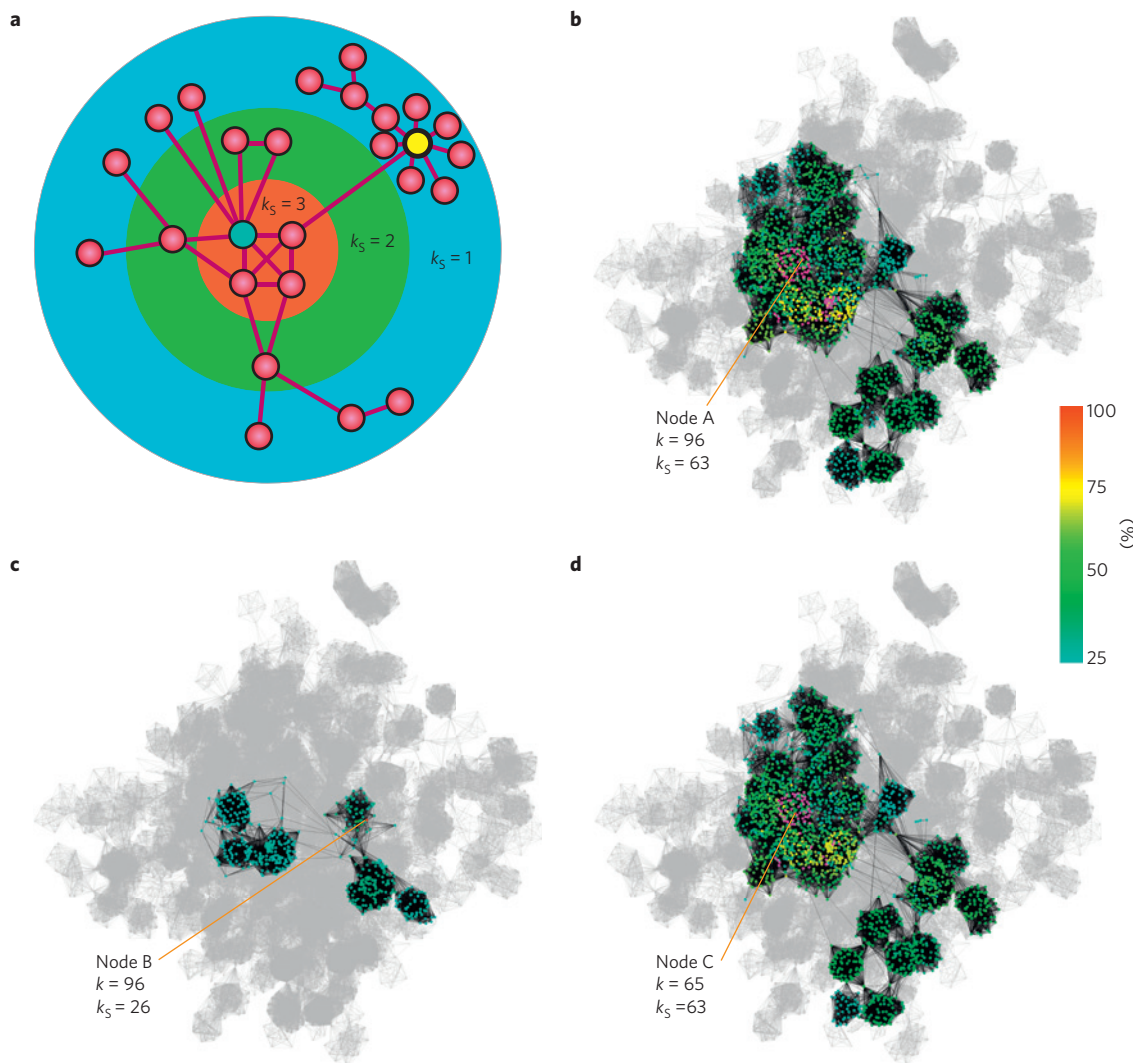 a
k_S = 3
k_S = 2
k_S = 1
b
Node A
k = 96
k_S = 63
100
75
50
25
(%)
c
Node B
k = 96
k_S = 26
d
Node C
k = 65
k_S =63